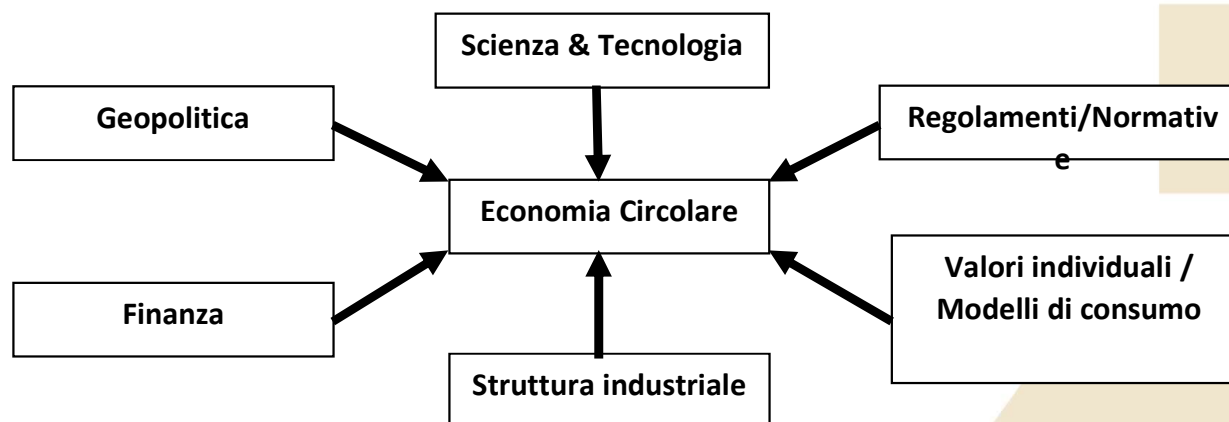 Scienza & Tecnologia
Geopolitica
Regolamenti/Normativ
e
Economia Circolare
Valori individuali /
Modelli di consumo
Finanza
Struttura industriale